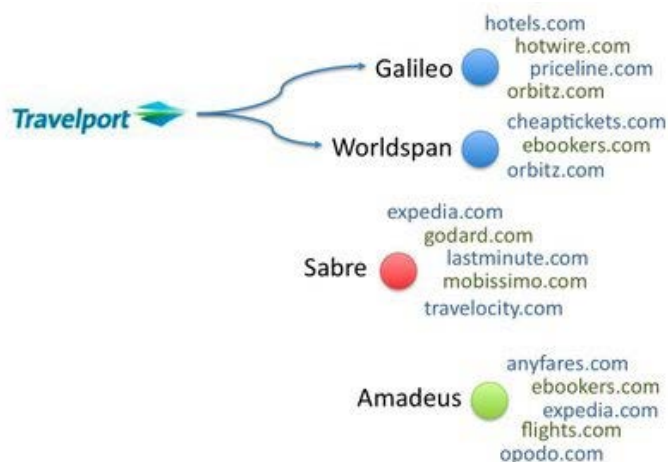 hotels.com
hotwire.com
Galileo
priceline.com
orbitz.com
Travelport
cheaptickets.com
Worldspan
ebookers.com
orbitz.com
expedia.com
godard.com
Sabre
lastminute.com
mobissimo.com
travelocity.com
anyfares.com
Amadeus
ebookers.com
expedia.com
flights.com
opodo.com